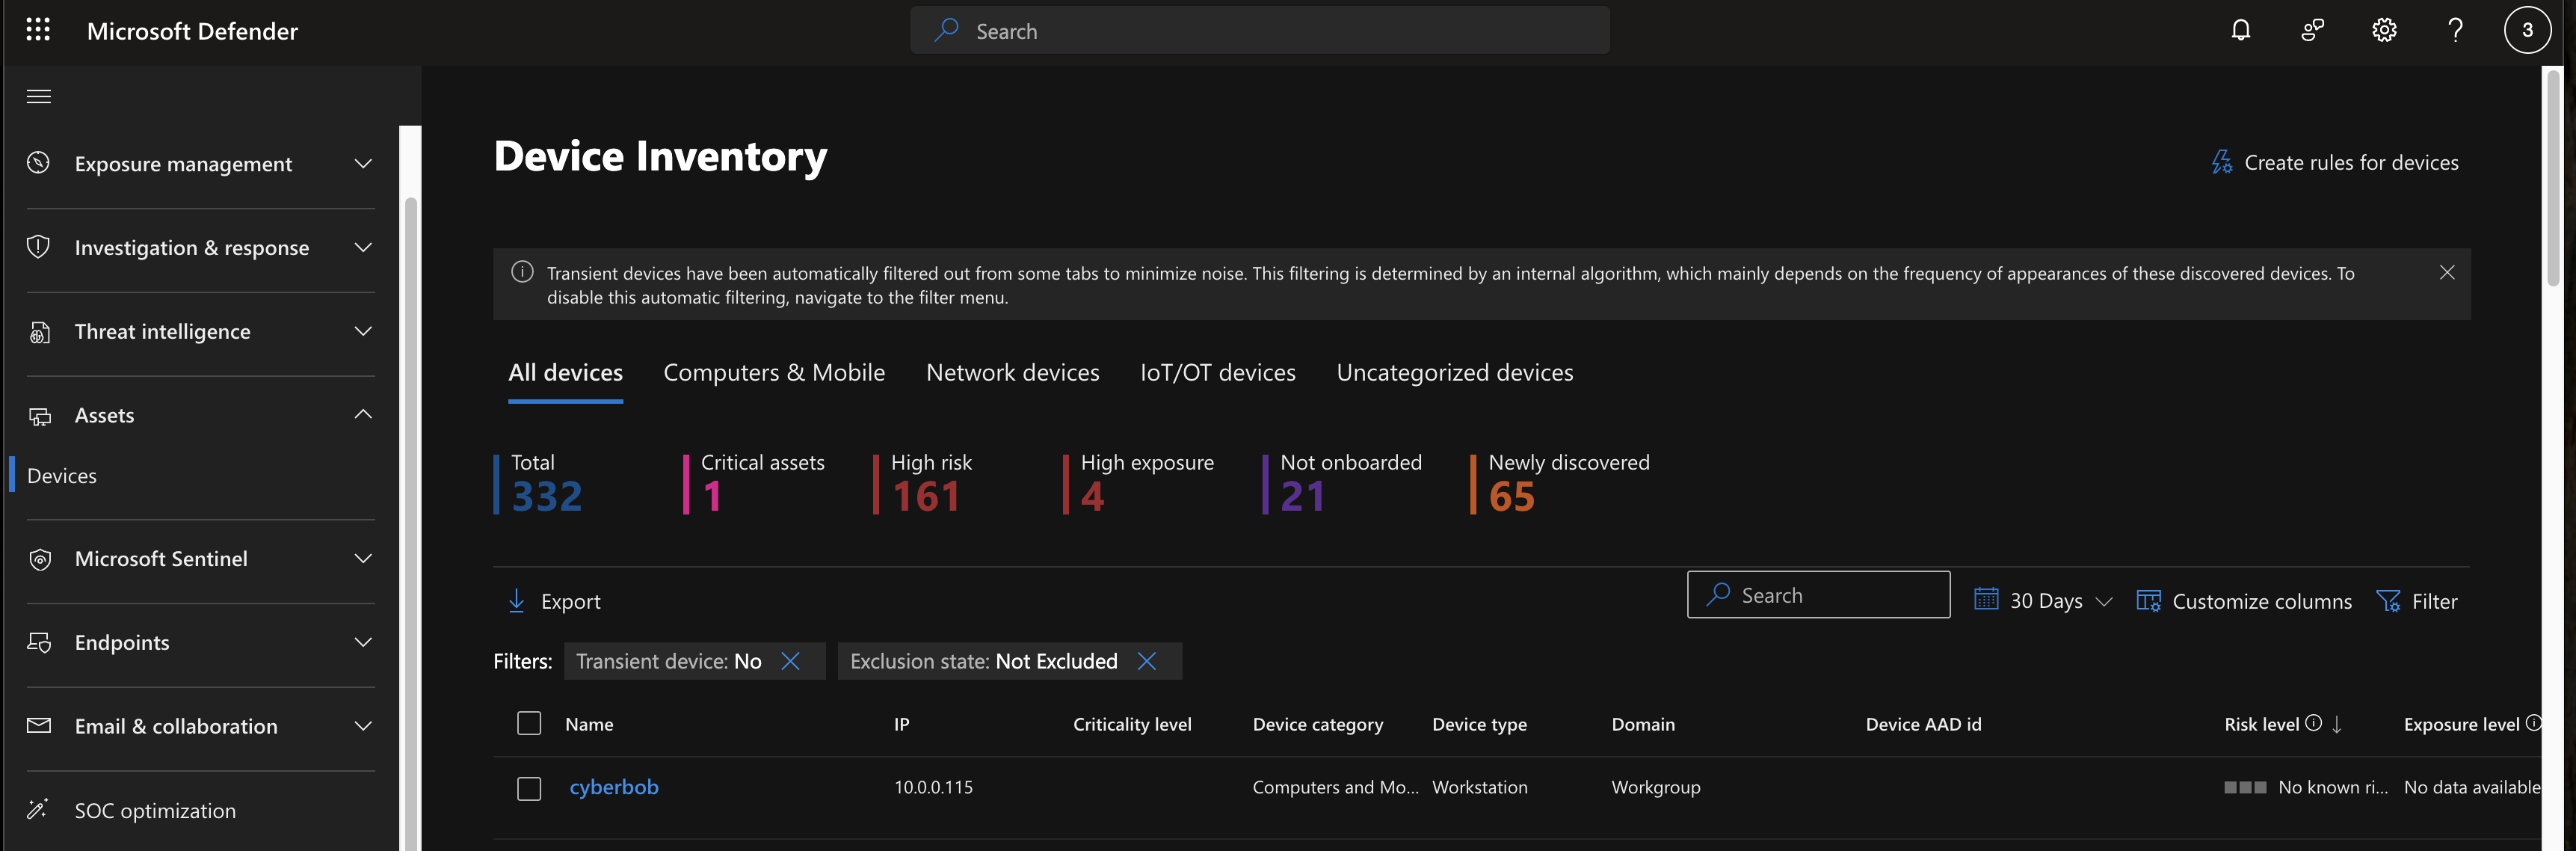 Microsoft Defender
Search
3
Exposure management
Investigation & response
Threat intelligence
Assets
Devices
Microsoft Sentinel
Endpoints
Email & collaboration
SOC optimization
Device Inventory
Create rules for devices
Transient devices have been automatically filtered out from some tabs to minimize noise. This filtering is determined by an internal algorithm, which mainly depends on the frequency of appearances of these discovered devices. To
disable this automatic filtering, navigate to the filter menu.
All devices Computers & Mobile Network devices IoT/OT devices Uncategorized devices
Total Critical assets High risk High exposure Not onboarded Newly discovered
332 1 161 4 21 65
Export Search 30 Days Customize columns Filter
Filters: Transient device: No Exclusion state: Not Excluded
Name IP Criticality level Device category Device type Domain Device AAD id Risk level Exposure level
cyberbob 10.0.0.115 Computers and Mo... Workstation Workgroup No known ri... No data available